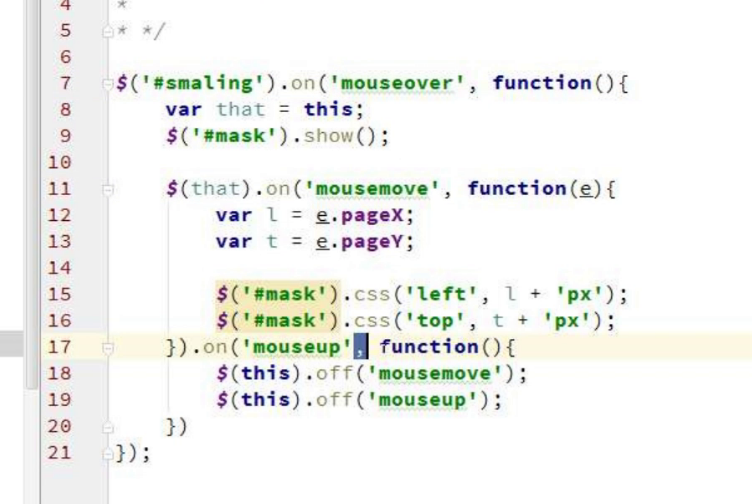 4 *
5 * */
6
7 $('#smaling').on('mouseover', function(){
8 var that = this;
9 $('#mask').show();
10
11 $(that).on('mousemove', function(e){
12 var l = e.pageX;
13 var t = e.pageY;
14
15 $('#mask').css('left', l + 'px');
16 $('#mask').css('top', t + 'px');
17 }).on('mouseup', function(){
18 $(this).off('mousemove');
19 $(this).off('mouseup');
20 })
21 });